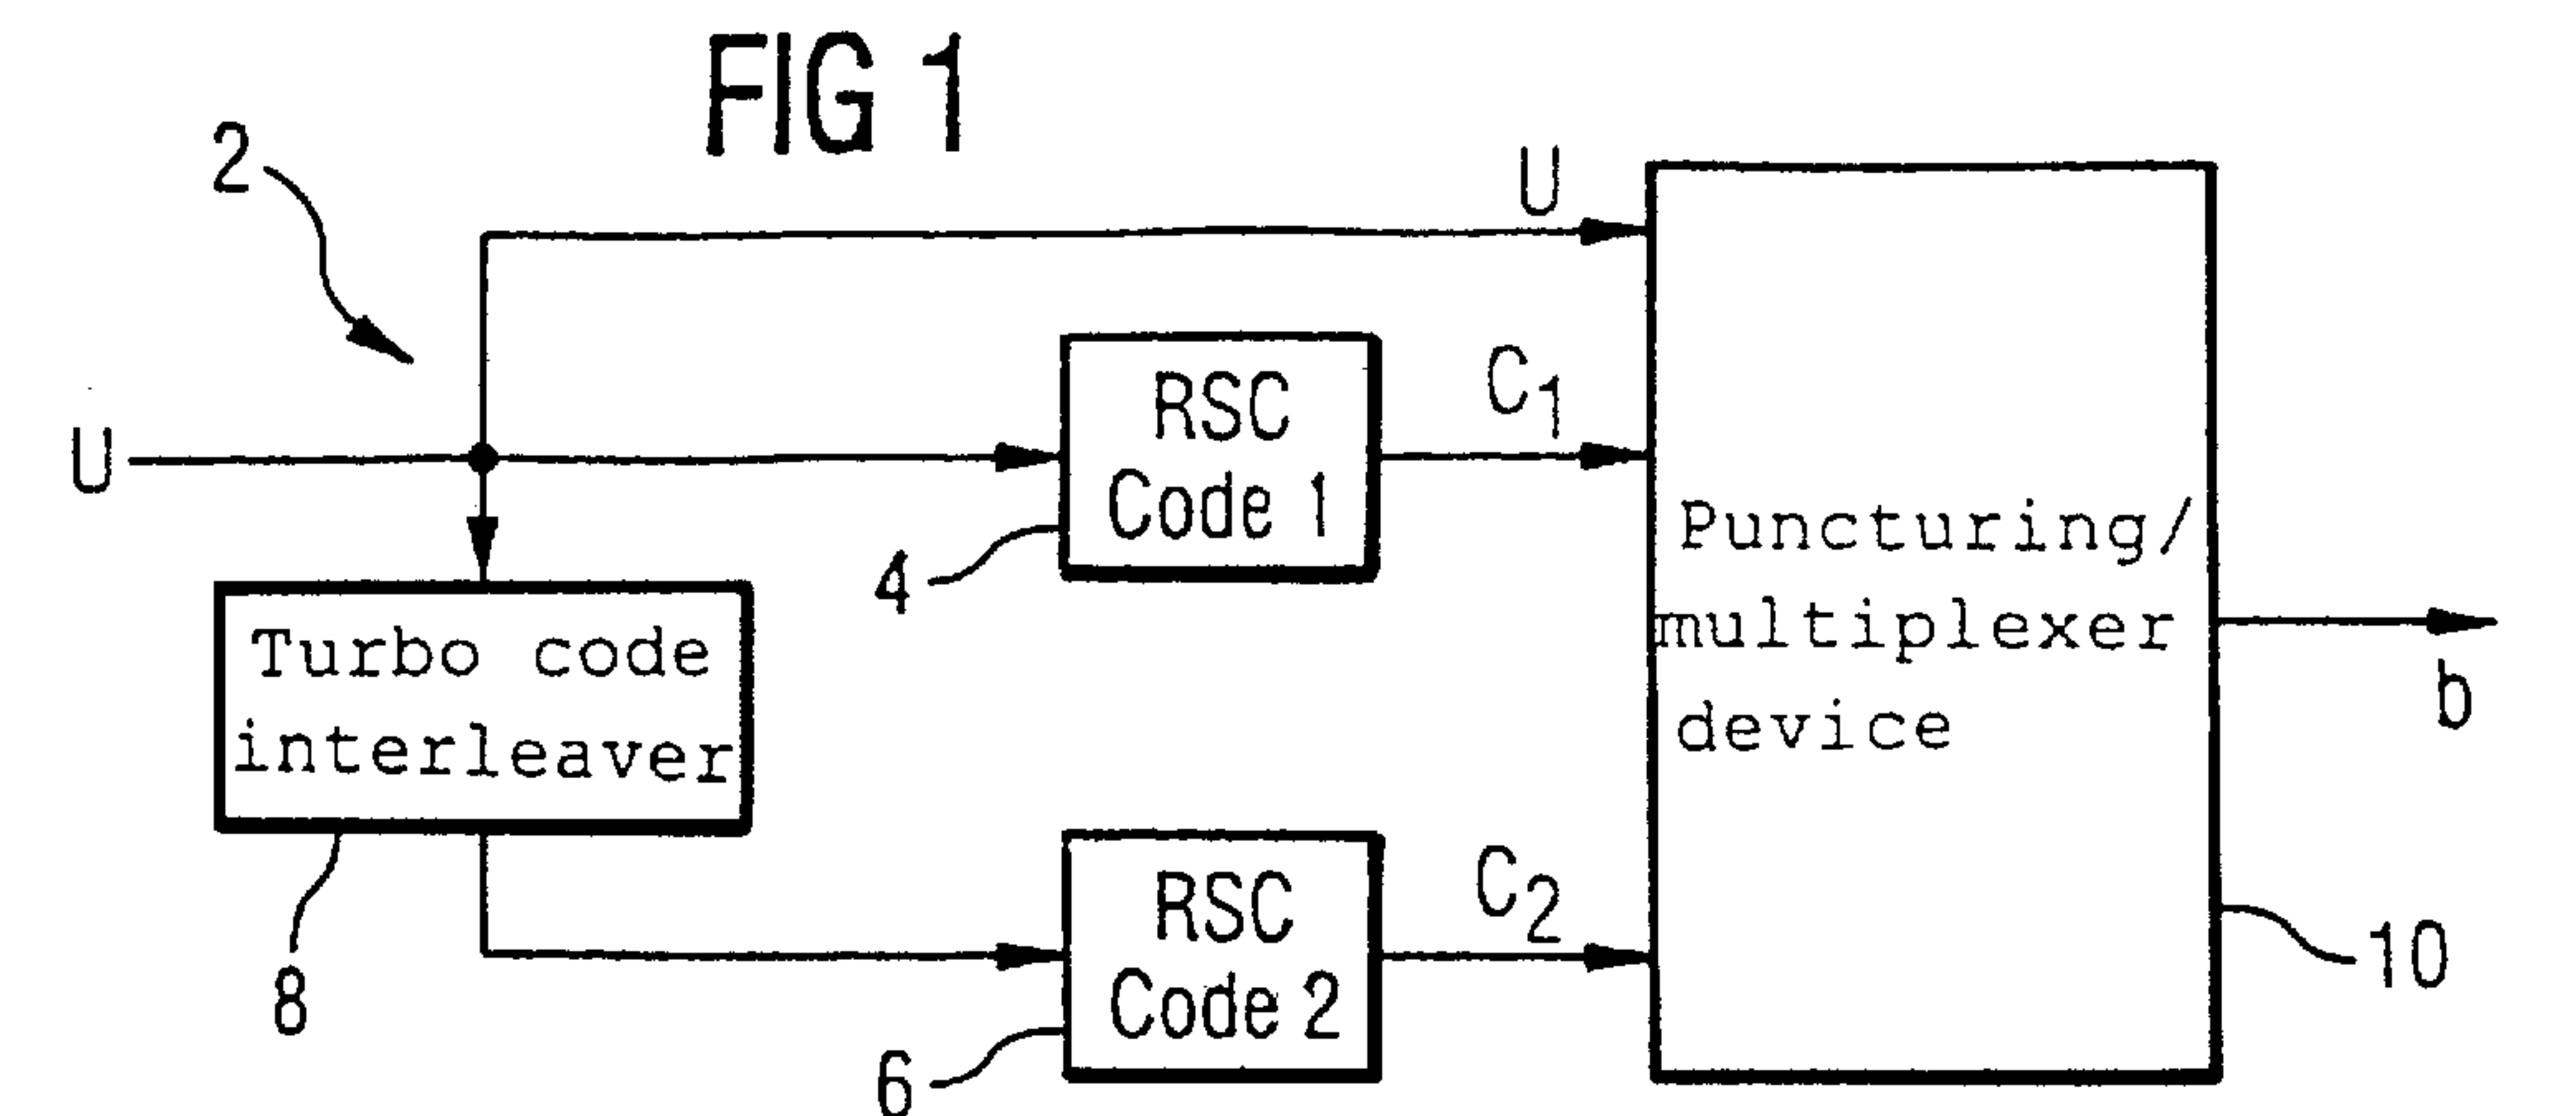 FIG 1
2
U
U
RSC
Code 1
C1
4
Puncturing/
multiplexer
device
Turbo code
interleaver
b
8
RSC
Code 2
C2
6
10